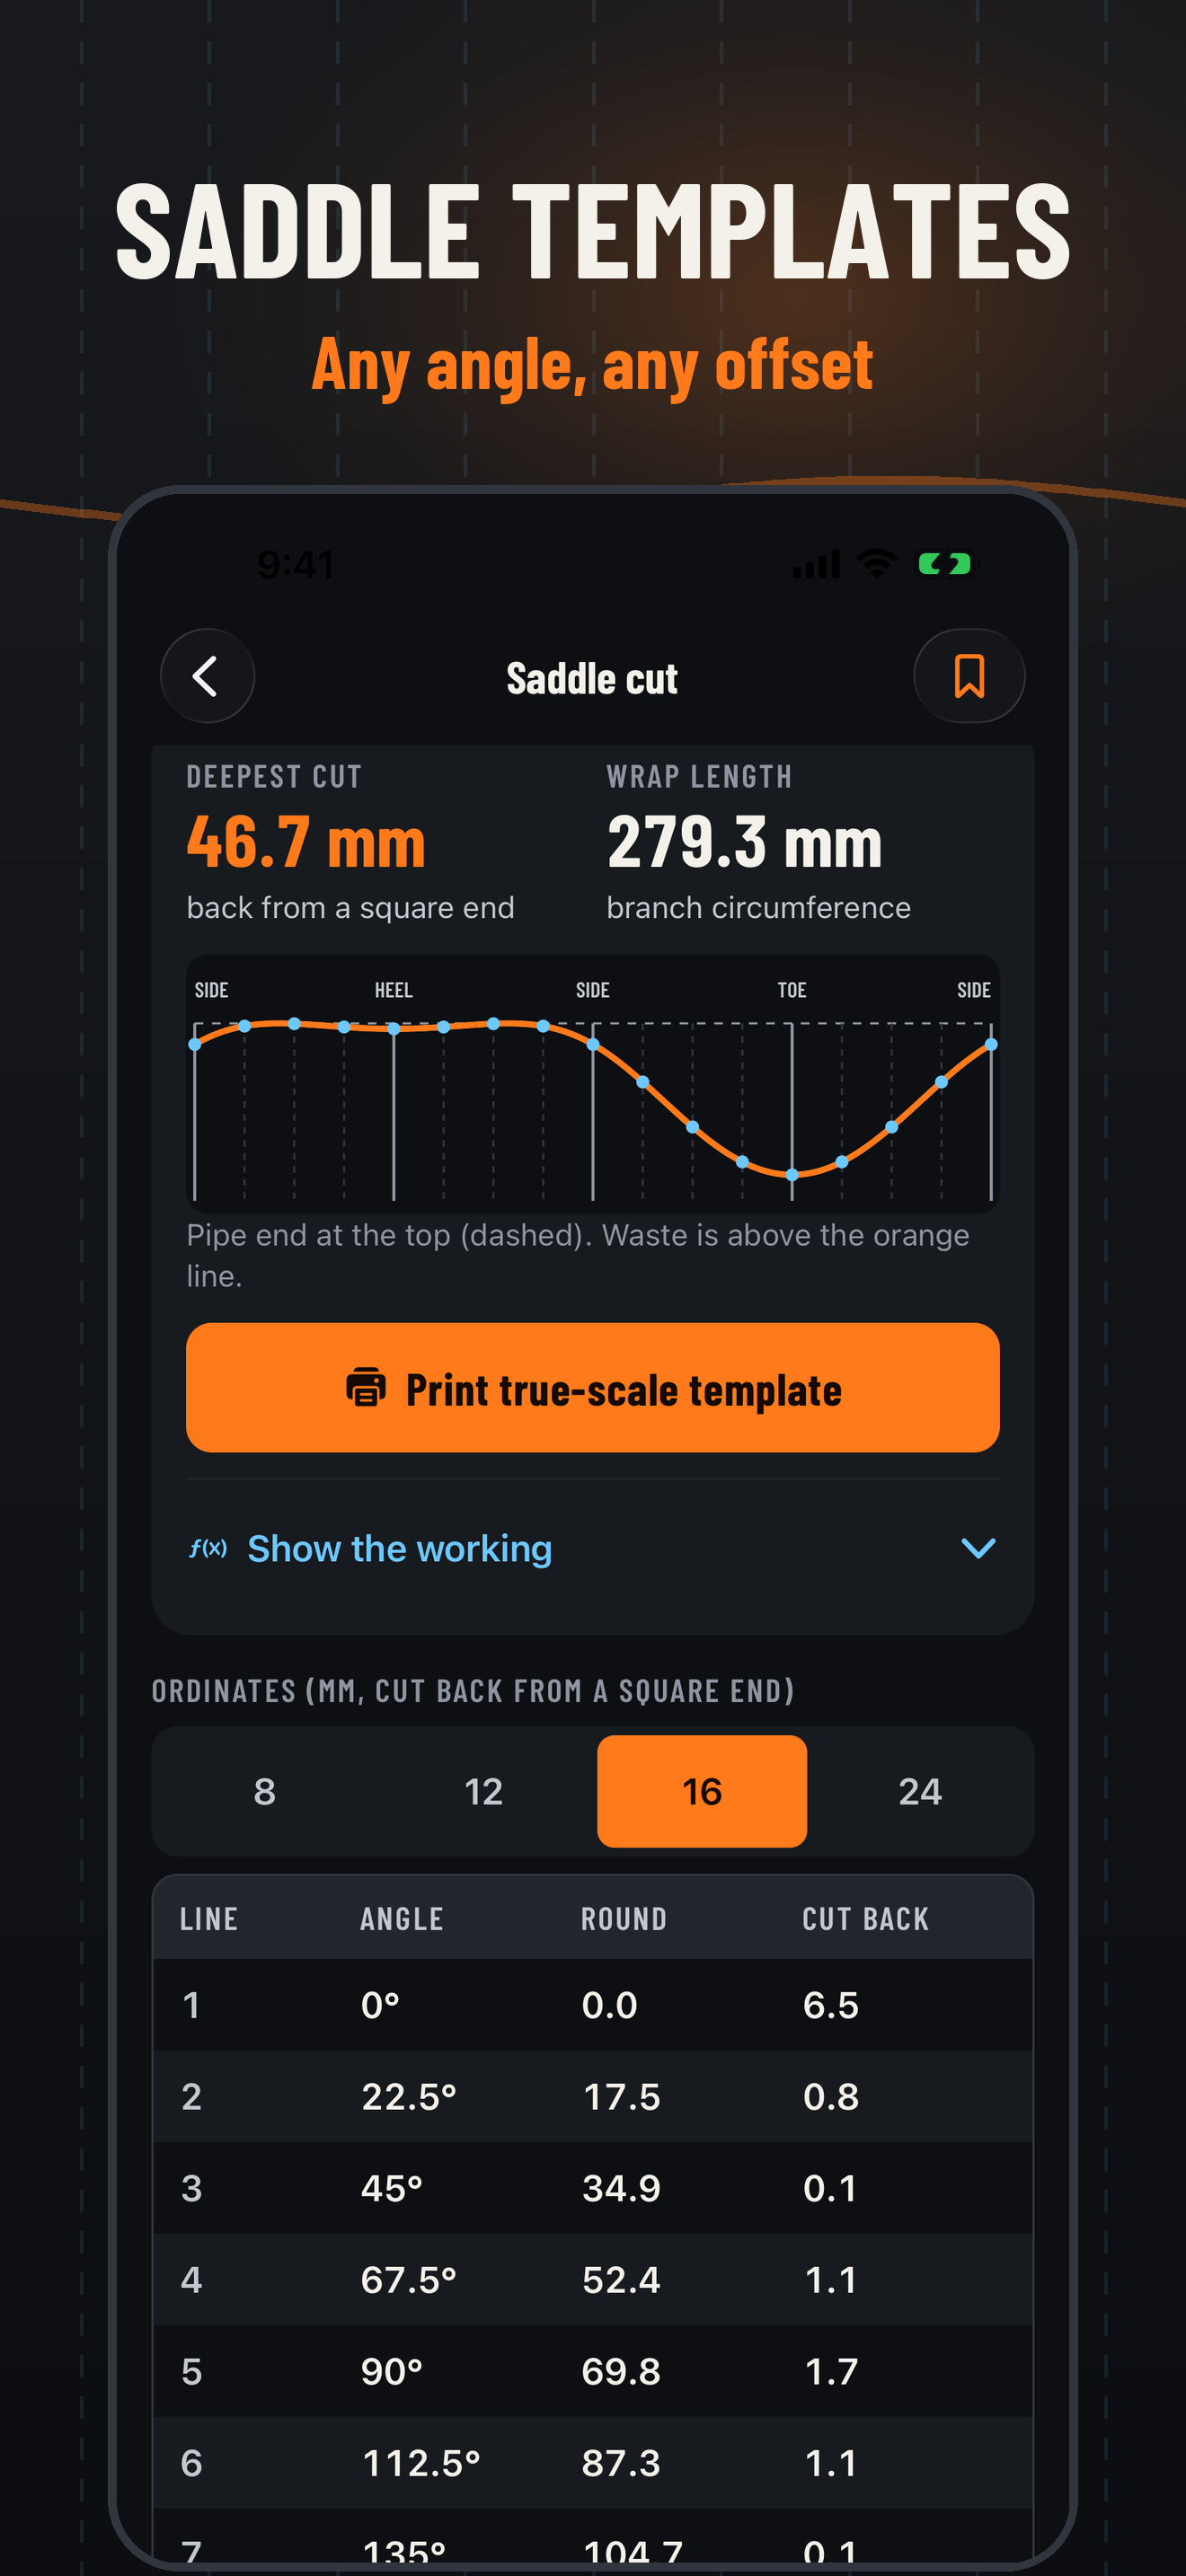 SADDLE TEMPLATES
Any angle, any offset
9:41
Saddle cut
DEEPEST CUT WRAP LENGTH
46.7 mm 279.3 mm
back from a square end branch circumference
SIDE HEEL SIDE TOE SIDE
Pipe end at the top (dashed). Waste is above the orange
line.
Print true-scale template
f(x) Show the working
ORDINATES (MM, CUT BACK FROM A SQUARE END)
8 12 16 24
LINE ANGLE ROUND CUT BACK
1 0° 0.0 6.5
2 22.5° 17.5 0.8
3 45° 34.9 0.1
4 67.5° 52.4 1.1
5 90° 69.8 1.7
6 112.5° 87.3 1.1
7 135° 104.7 0.1